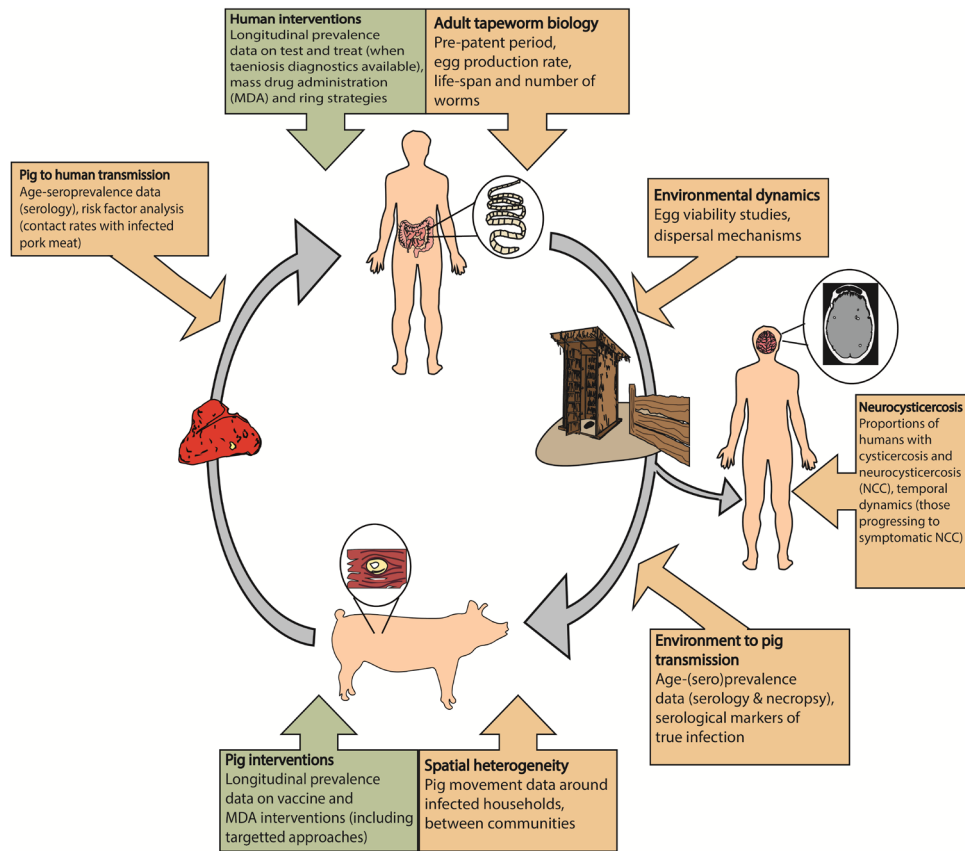 Human interventions
Longitudinal prevalence
data on test and treat (when
taeniosis diagnostics available),
mass drug administration
(MDA) and ring strategies
Adult tapeworm biology
Pre-patent period,
egg production rate,
life-span and number of
worms
Pig to human transmission
Age-seroprevalence data
(serology), risk factor analysis
(contact rates with infected
pork meat)
Environmental dynamics
Egg viability studies,
dispersal mechanisms
Neurocysticercosis
Proportions of
humans with
cysticercosis and
neurocysticercosis
(NCC), temporal
dynamics (those
progressing to
symptomatic NCC)
Environment to pig
transmission
Age-(sero)prevalence
data (serology & necropsy),
serological markers of
true infection
Pig interventions
Longitudinal prevalence
data on vaccine and
MDA interventions (including
targetted approaches)
Spatial heterogeneity
Pig movement data around
infected households,
between communities